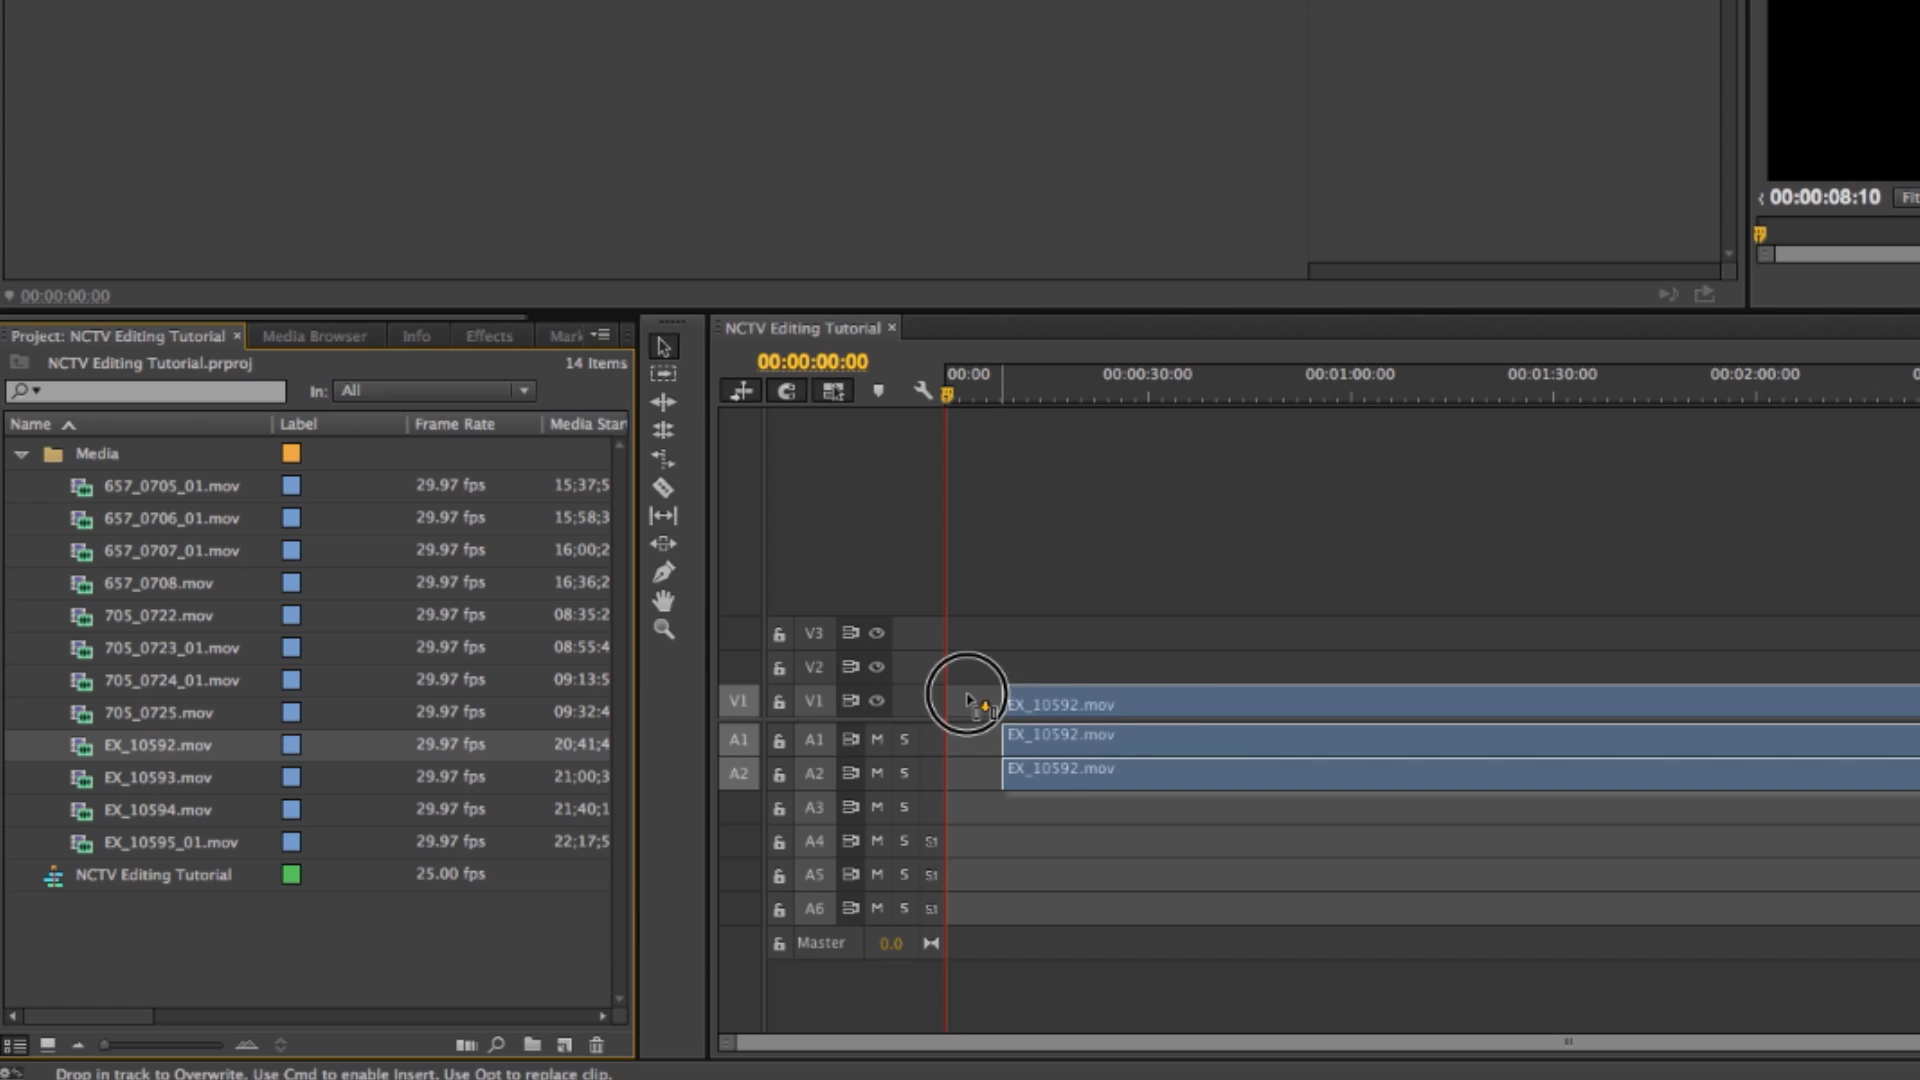 00:00:08:10 Fit
00:00:00:00
Project: NCTV Editing Tutorial × Media Browser Info Effects Mark
NCTV Editing Tutorial.prproj 14 Items
In: All
Name Label Frame Rate Media Star
Media
657_0705_01.mov 29.97 fps 15;37;5
657_0706_01.mov 29.97 fps 15;58;3
657_0707_01.mov 29.97 fps 16;00;2
657_0708.mov 29.97 fps 16;36;2
705_0722.mov 29.97 fps 08:35:2
705_0723_01.mov 29.97 fps 08:55:4
705_0724_01.mov 29.97 fps 09:13:5
705_0725.mov 29.97 fps 09:32:4
EX_10592.mov 29.97 fps 20;41;4
EX_10593.mov 29.97 fps 21;00;3
EX_10594.mov 29.97 fps 21;40;1
EX_10595_01.mov 29.97 fps 22;17;5
NCTV Editing Tutorial 25.00 fps
NCTV Editing Tutorial ×
00:00:00:00
00:00 00:00:30:00 00:01:00:00 00:01:30:00 00:02:00:00 0
V3
V2
V1 V1 EX_10592.mov
A1 A1 M S EX_10592.mov
A2 A2 M S EX_10592.mov
A3 M S
A4 M S 5.1
A5 M S 5.1
A6 M S 5.1
Master 0.0
Drop in track to Overwrite. Use Cmd to enable Insert. Use Opt to replace clip.